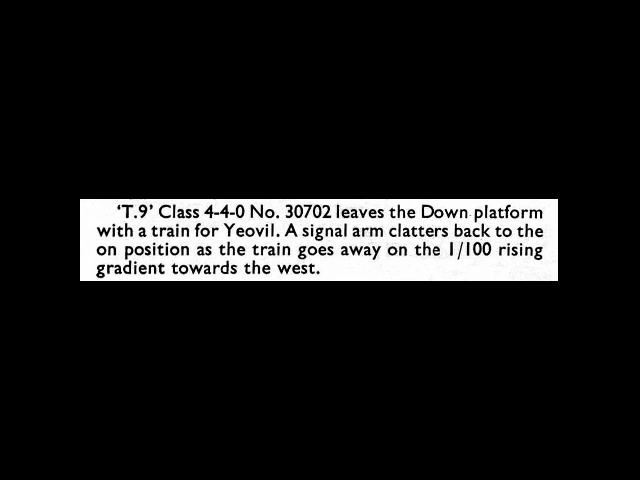 ‘T.9’ Class 4-4-0 No. 30702 leaves the Down platform
with a train for Yeovil. A signal arm clatters back to the
on position as the train goes away on the 1/100 rising
gradient towards the west.